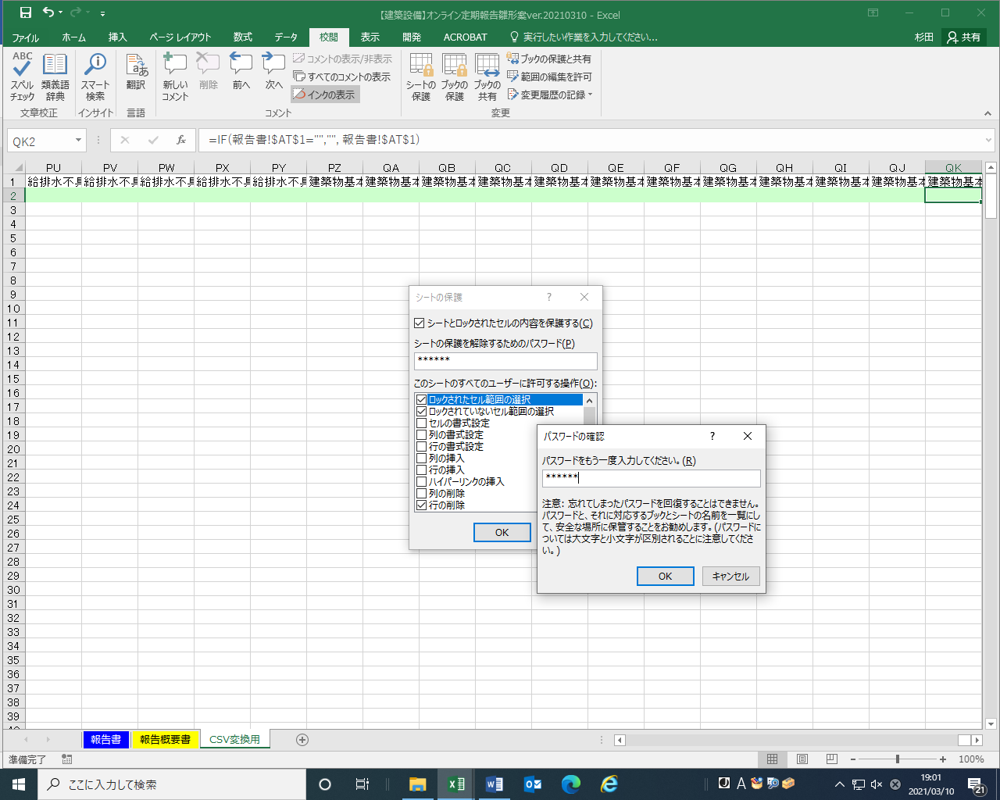 【建築設備】オンライン定期報告雛形案ver.20210310 - Excel
ファイル ホーム 挿入 ページ レイアウト 数式 データ 校閲 表示 開発 ACROBAT 実行したい作業を入力してください... 杉田 共有
ABC
スペル チェック 類義語 辞典 スマート 検索 翻訳 新しい コメント 削除 前へ 次へ
コメントの表示/非表示
すべてのコメントの表示
インクの表示
シートの 保護 ブックの 保護 ブックの 共有
ブックの保護と共有
範囲の編集を許可
変更履歴の記録
文章校正 インサイト 言語 コメント 変更
QK2 fx =IF(報告書!$AT$1="","",報告書!$AT$1)
PU PV PW PX PY PZ QA QB QC QD QE QF QG QH QI QJ QK
1 給排水不具 給排水不具 給排水不具 給排水不具 給排水不具 建築物基本 建築物基本 建築物基本 建築物基本 建築物基本 建築物基本 建築物基本 建築物基本 建築物基本 建築物基本 建築物基本 建築物基本
2
3
4
5
6
7
8
9
10
11
12
13
14
15
16
17
18
19
20
21
22
23
24
25
26
27
28
29
30
31
32
33
34
35
36
37
38
39
シートの保護 ?
シートとロックされたセルの内容を保護する(C)
シートの保護を解除するためのパスワード(P)
******
このシートのすべてのユーザーに許可する操作(O):
ロックされたセル範囲の選択
ロックされていないセル範囲の選択
セルの書式設定
列の書式設定
行の書式設定
列の挿入
行の挿入
ハイパーリンクの挿入
列の削除
行の削除
OK
パスワードの確認 ?
パスワードをもう一度入力してください。(R)
******
注意: 忘れてしまったパスワードを回復することはできません。
パスワードと、それに対応するブックとシートの名前を一覧にし
て、安全な場所に保管することをお勧めします。(パスワードに
ついては大文字と小文字が区別されることに注意してくださ
い。)
OK キャンセル
報告書 報告概要書 CSV変換用
準備完了 100%
ここに入力して検索 A 19:01
2021/03/10 21